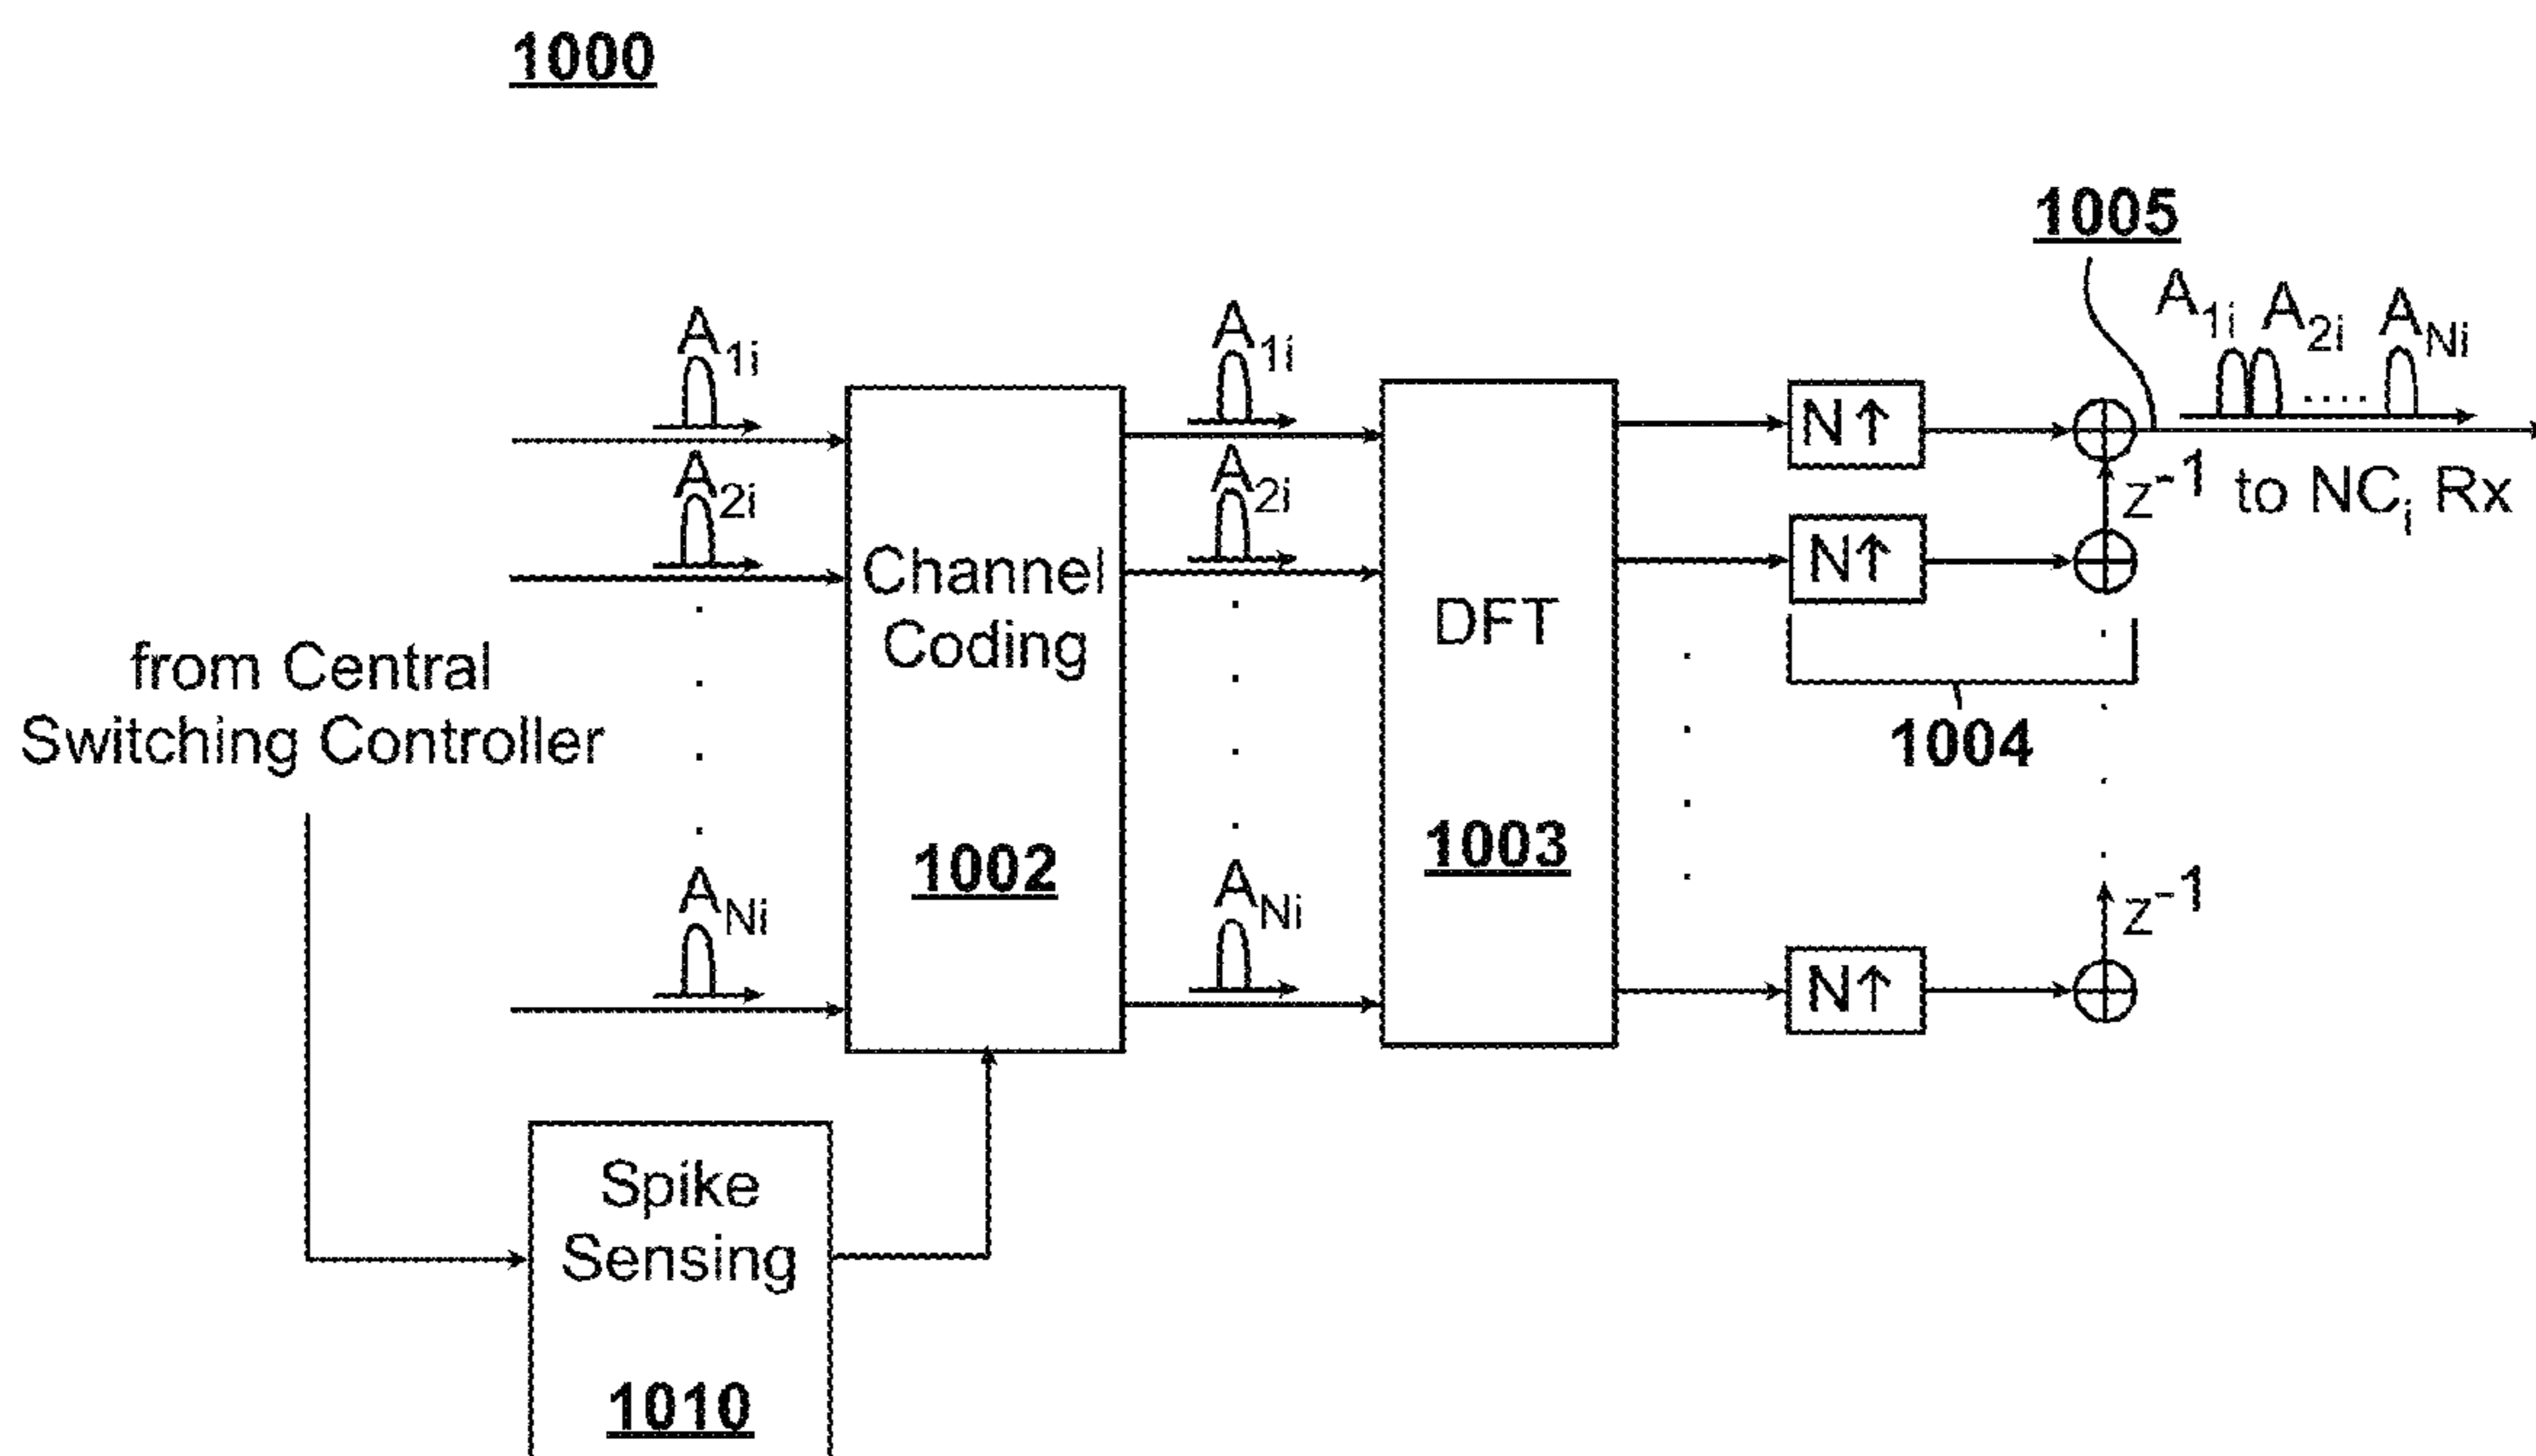 1000
1005
A1i A2i ANi
A1i
A1i
N↑
z-1 to NCi Rx
A2i
A2i
N↑
Channel
Coding
DFT
from Central
Switching Controller
1004
1002
1003
ANi
ANi
z-1
N↑
Spike
Sensing
1010